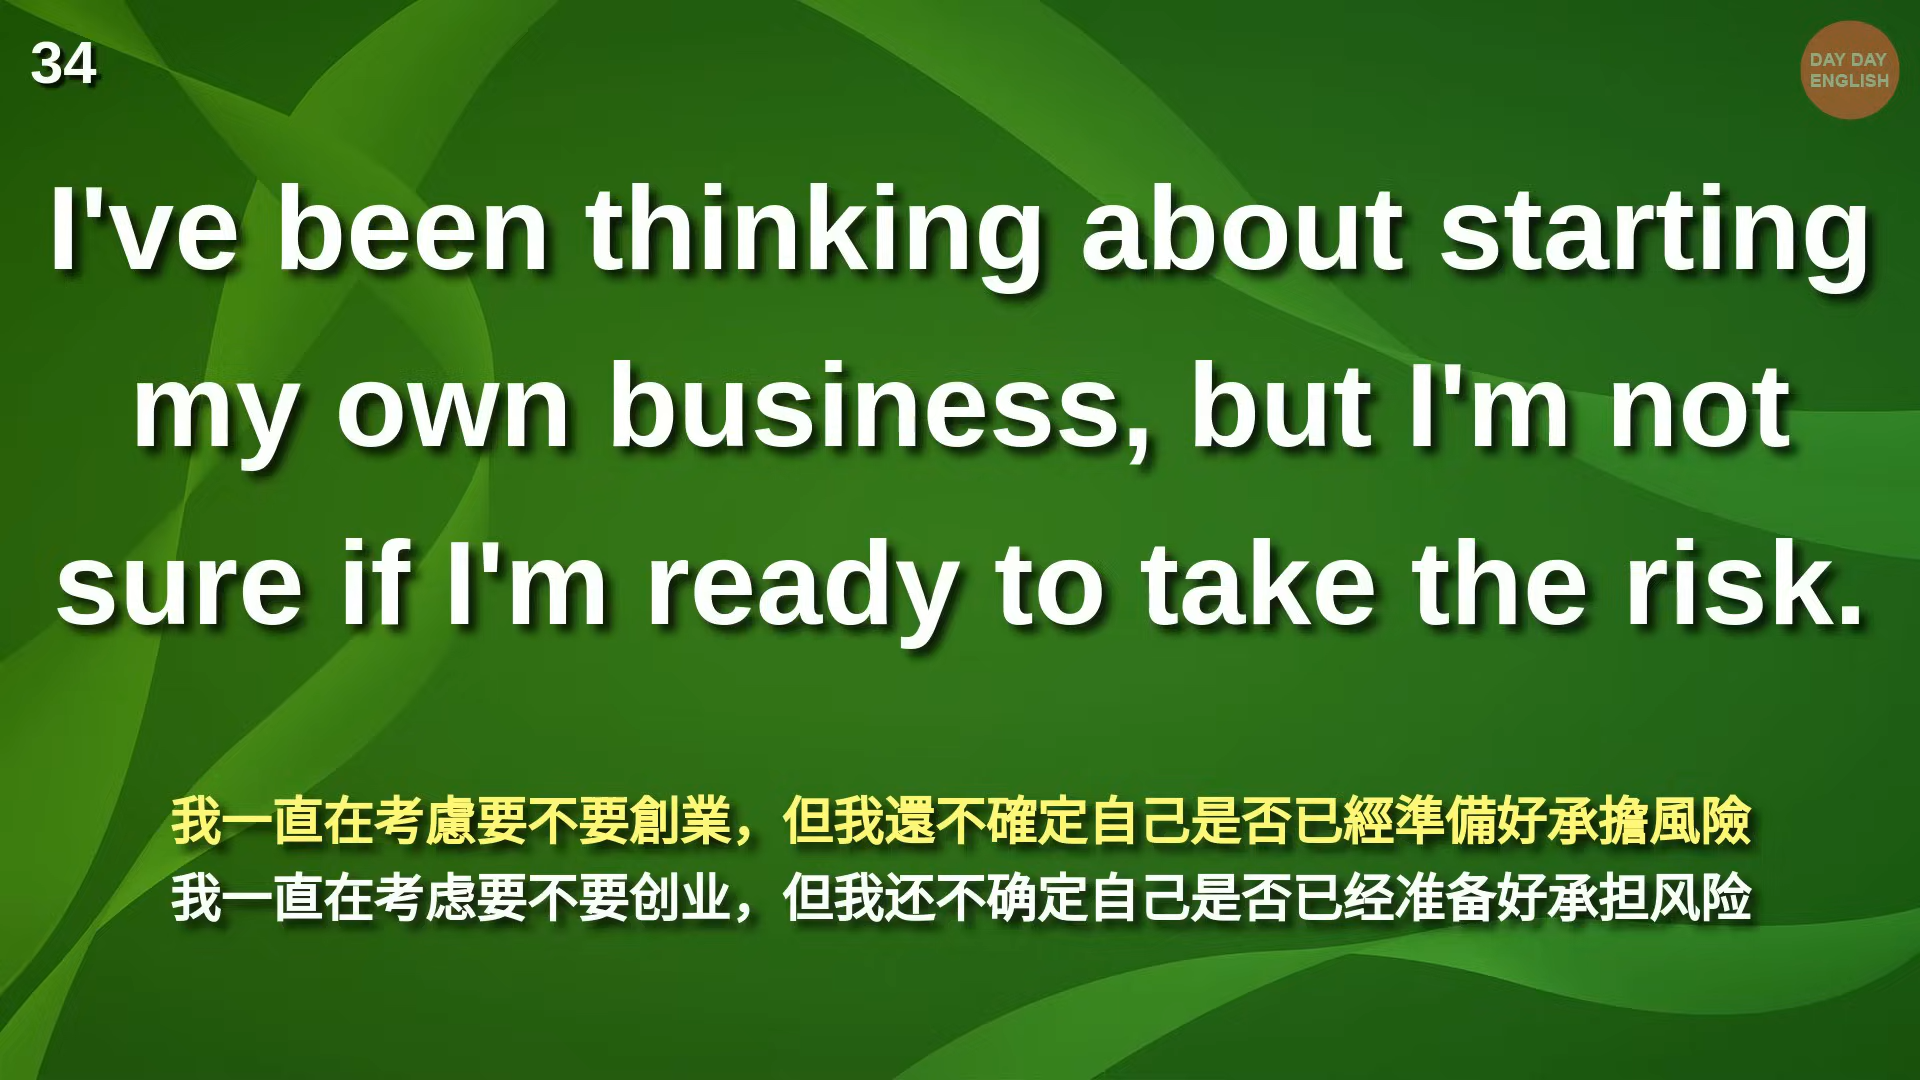 34
DAY DAY
ENGLISH
I've been thinking about starting
my own business, but I'm not
sure if I'm ready to take the risk.
我一直在考慮要不要創業，但我還不確定自己是否已經準備好承擔風險
我一直在考虑要不要创业，但我还不确定自己是否已经准备好承担风险